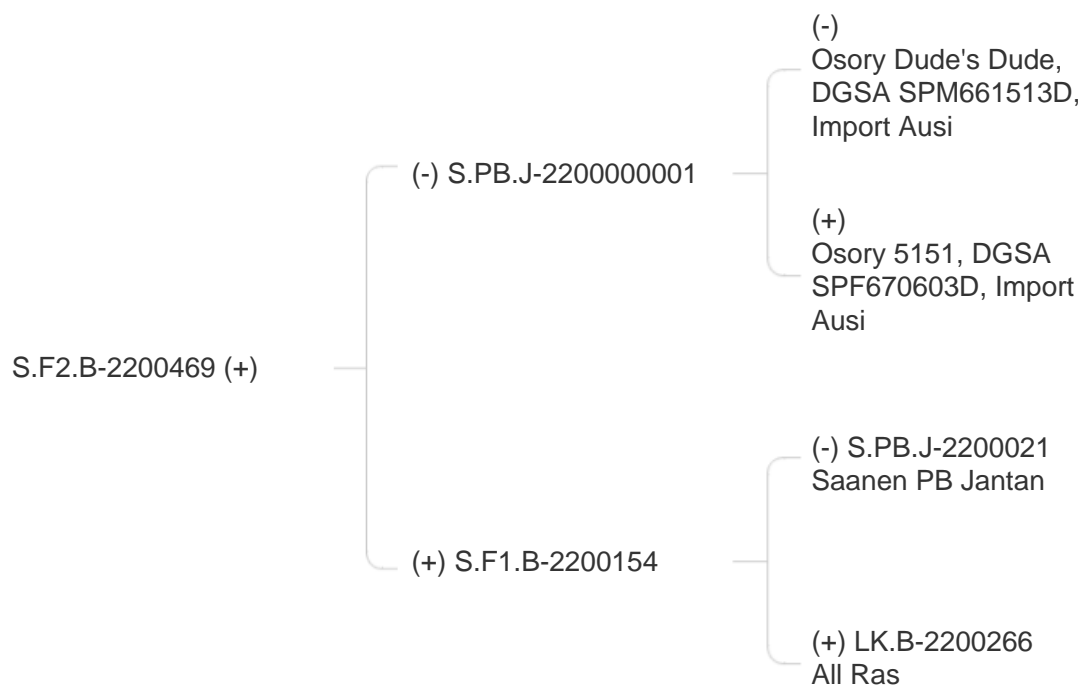 (-)
Osory Dude's Dude,
DGSA SPM661513D,
Import Ausi
(-) S.PB.J-2200000001
(+)
Osory 5151, DGSA
SPF670603D, Import
Ausi
S.F2.B-2200469 (+)
(-) S.PB.J-2200021
Saanen PB Jantan
(+) S.F1.B-2200154
(+) LK.B-2200266
All Ras